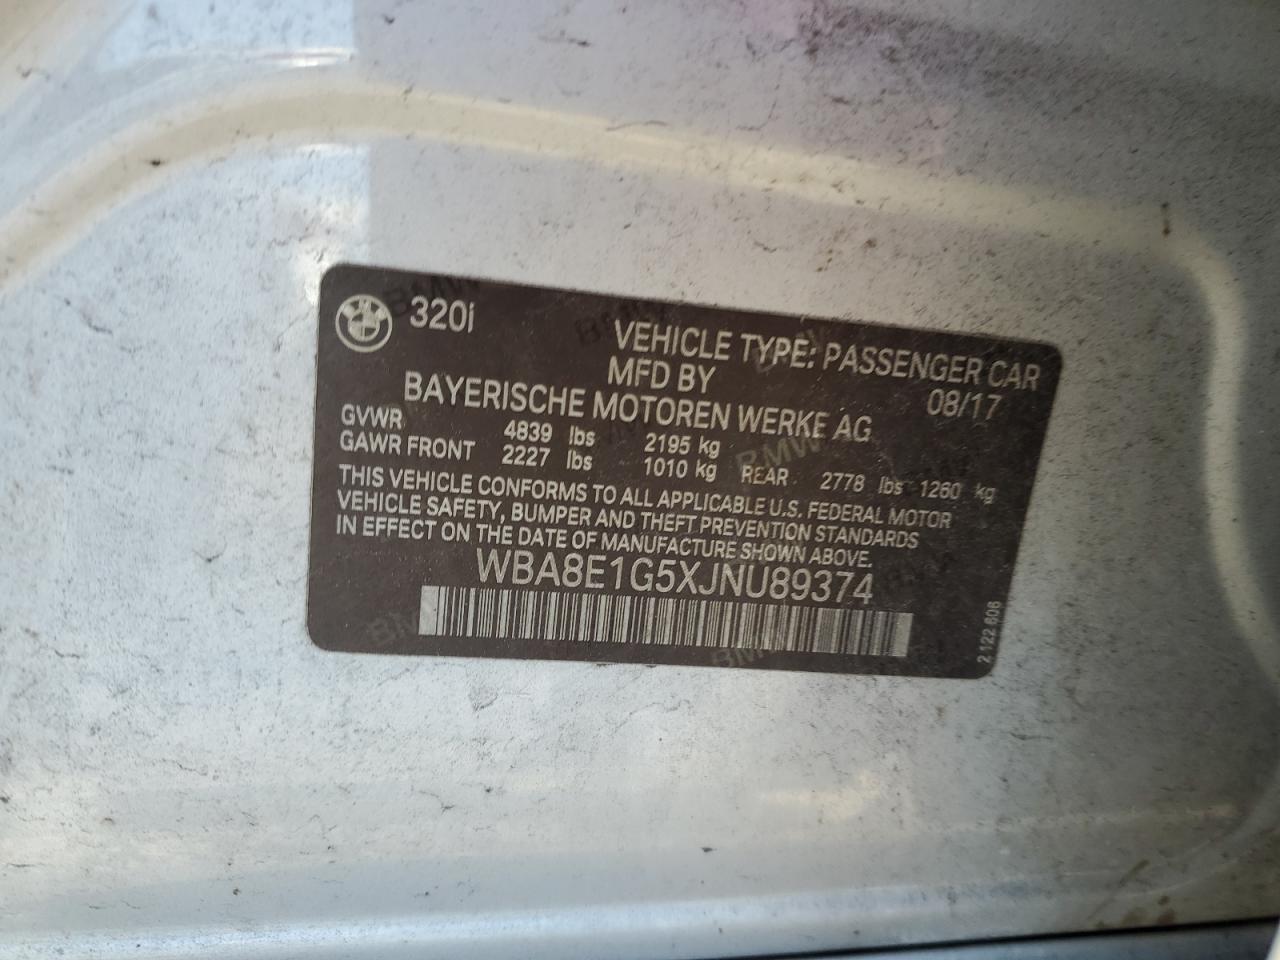 320i
VEHICLE TYPE: PASSENGER CAR
MFD BY 08/17
BAYERISCHE MOTOREN WERKE AG
GVWR 4839 lbs 2195 kg
GAWR FRONT 2227 lbs 1010 kg REAR 2778 lbs 1260 kg
THIS VEHICLE CONFORMS TO ALL APPLICABLE U.S. FEDERAL MOTOR
VEHICLE SAFETY, BUMPER AND THEFT PREVENTION STANDARDS
IN EFFECT ON THE DATE OF MANUFACTURE SHOWN ABOVE.
WBA8E1G5XJNU89374
2 122 606